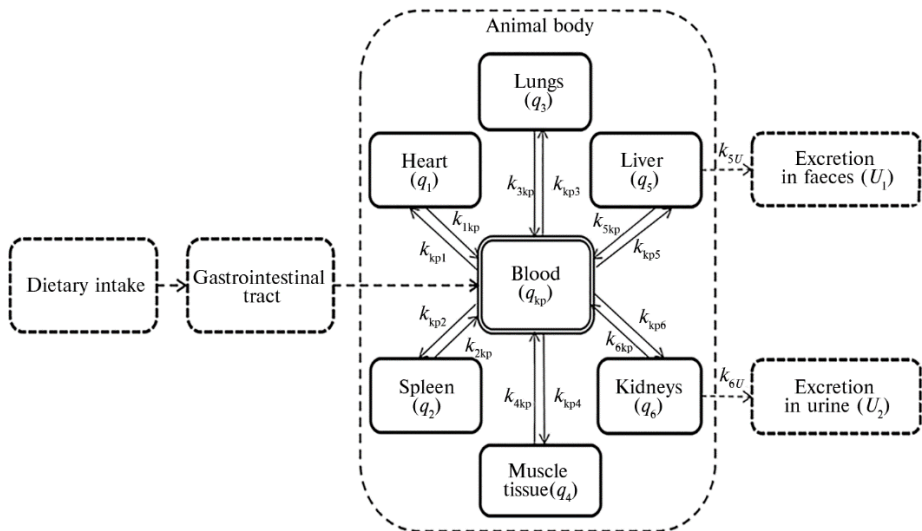 Animal body
Lungs
(q₃)
Heart
(q₁)
Liver
(q₅)
k₅U
Excretion
in faeces (U₁)
k₃kp
kkp3
k₁kp
kkp1
k₅kp
kkp5
Dietary intake
Gastrointestinal
tract
Blood
(qkp)
kkp2
k₂kp
kkp6
k₆kp
Spleen
(q₂)
k₄kp
kkp4
Kidneys
(q₆)
k₆U
Excretion
in urine (U₂)
Muscle
tissue(q₄)